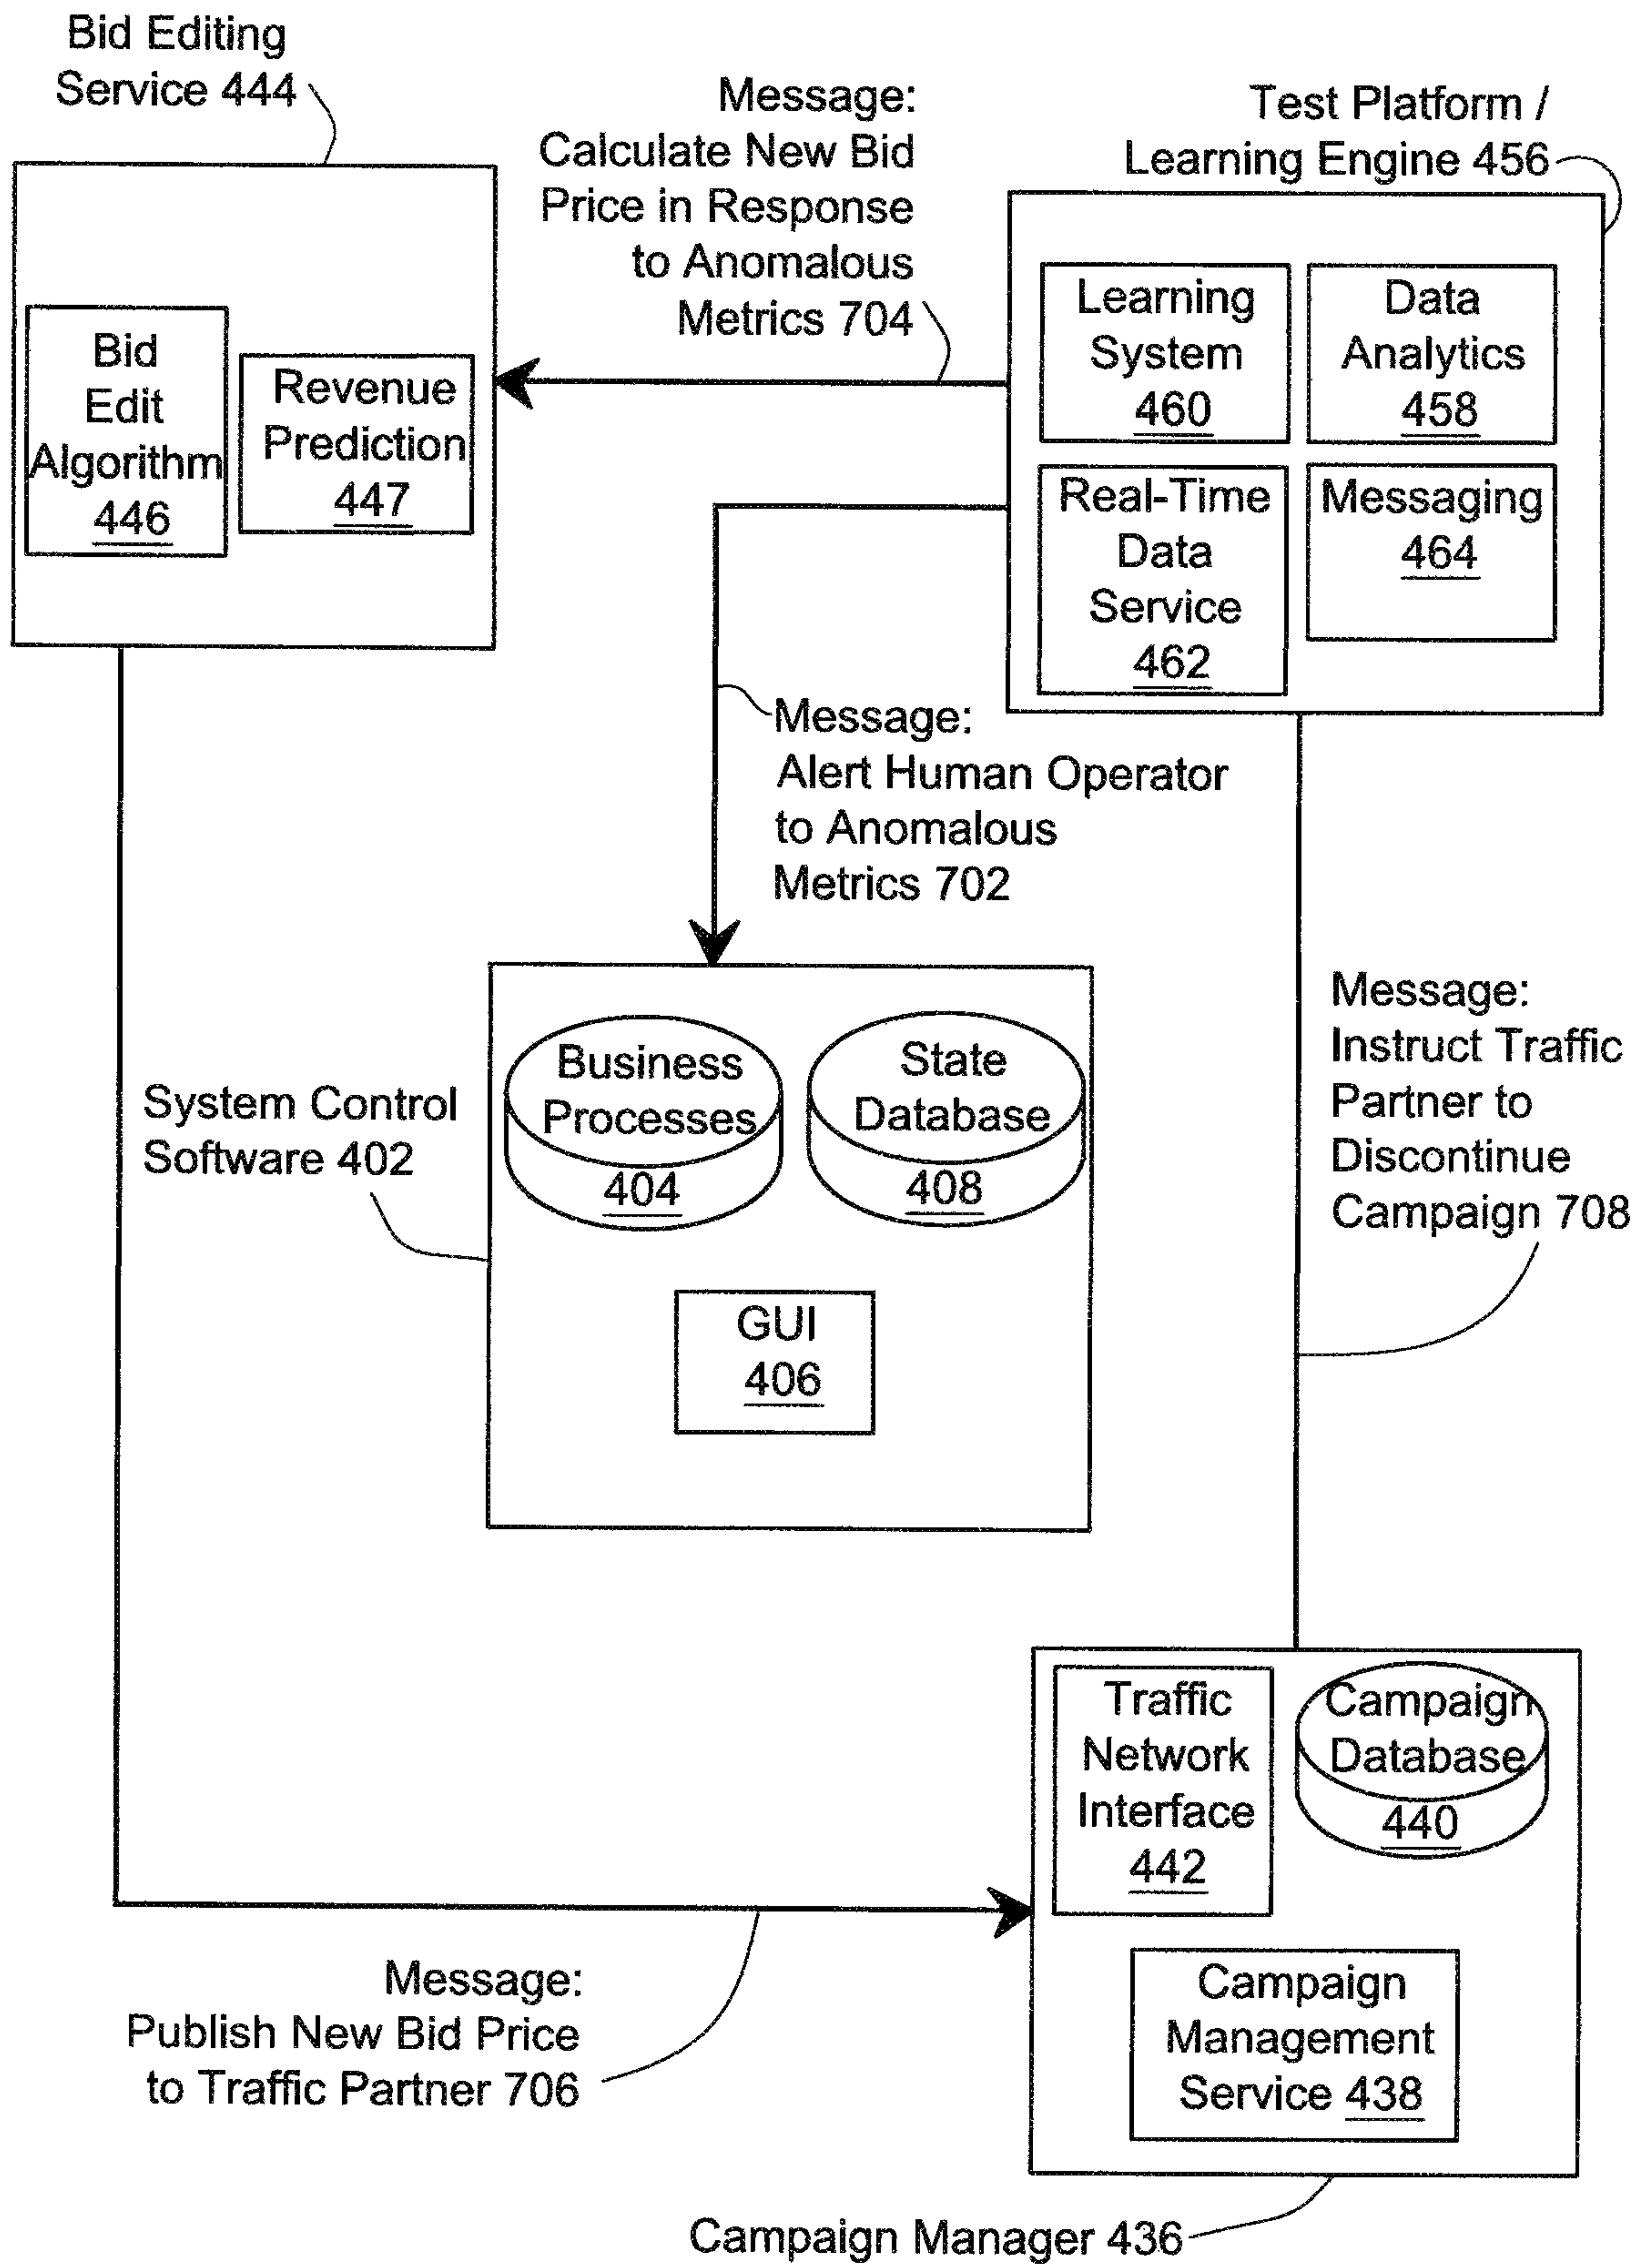 Bid Editing
Service 444
Message:
Calculate New Bid
Price in Response
to Anomalous
Metrics 704
Test Platform /
Learning Engine 456
Bid
Edit
Algorithm
446
Revenue
Prediction
447
Learning
System
460
Data
Analytics
458
Real-Time
Data
Service
462
Messaging
464
Message:
Alert Human Operator
to Anomalous
Metrics 702
System Control
Software 402
Business
Processes
404
State
Database
408
GUI
406
Message:
Instruct Traffic
Partner to
Discontinue
Campaign 708
Traffic
Network
Interface
442
Campaign
Database
440
Message:
Publish New Bid Price
to Traffic Partner 706
Campaign
Management
Service 438
Campaign Manager 436